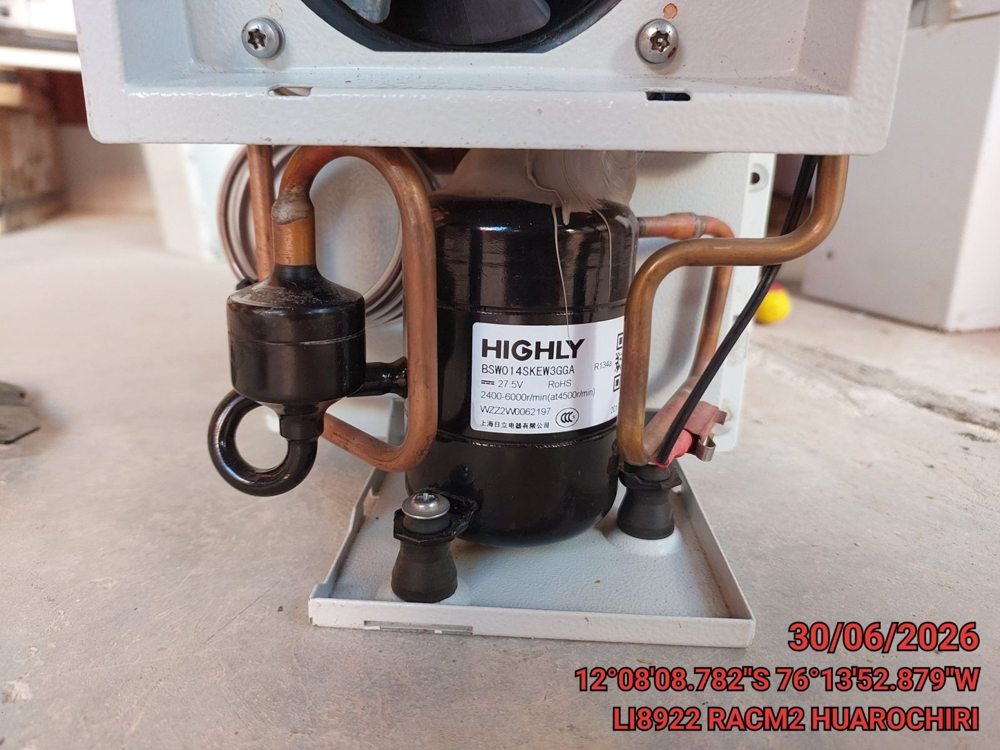 HIGHLY
BSW014SKEW3GGA R134a
27.5V RoHS
2400-6000r/min(at4500r/min)
WZZ2W0062197
上海日立电器有限公司
30/06/2026
12°08'08.782"S 76°13'52.879"W
LI8922 RACM2 HUAROCHIRI